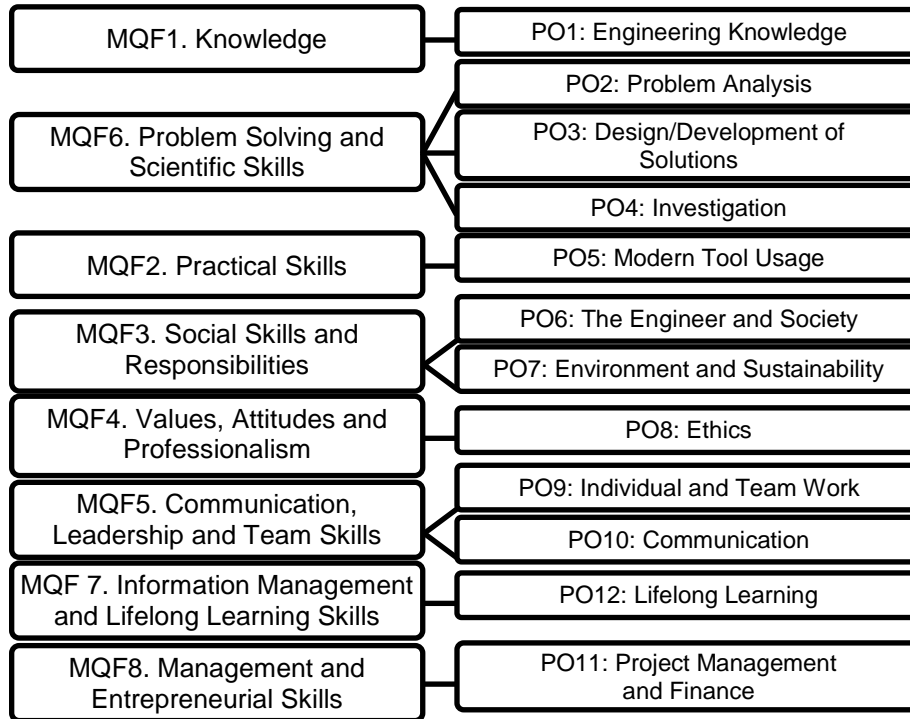 MQF1. Knowledge
PO1: Engineering Knowledge
MQF6. Problem Solving and
Scientific Skills
PO2: Problem Analysis
PO3: Design/Development of
Solutions
PO4: Investigation
MQF2. Practical Skills
PO5: Modern Tool Usage
MQF3. Social Skills and
Responsibilities
PO6: The Engineer and Society
PO7: Environment and Sustainability
MQF4. Values, Attitudes and
Professionalism
PO8: Ethics
MQF5. Communication,
Leadership and Team Skills
PO9: Individual and Team Work
PO10: Communication
MQF 7. Information Management
and Lifelong Learning Skills
PO12: Lifelong Learning
MQF8. Management and
Entrepreneurial Skills
PO11: Project Management
and Finance